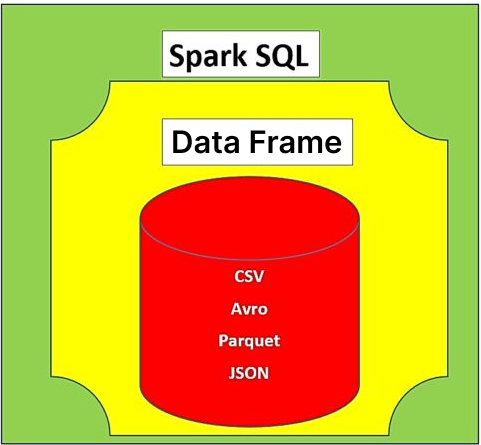 Spark SQL
Data Frame
CSV
Avro
Parquet
JSON